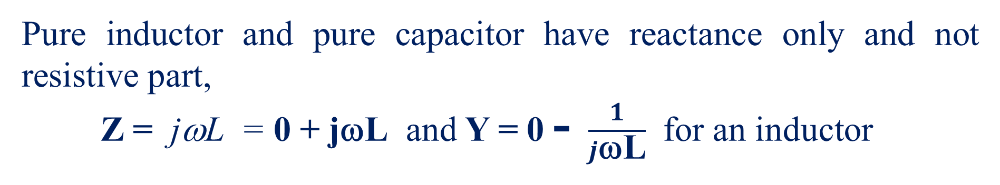 Pure inductor and pure capacitor have reactance only and not
resistive part,
Z = jωL = 0 + jωL and Y = 0 - 1/jωL for an inductor